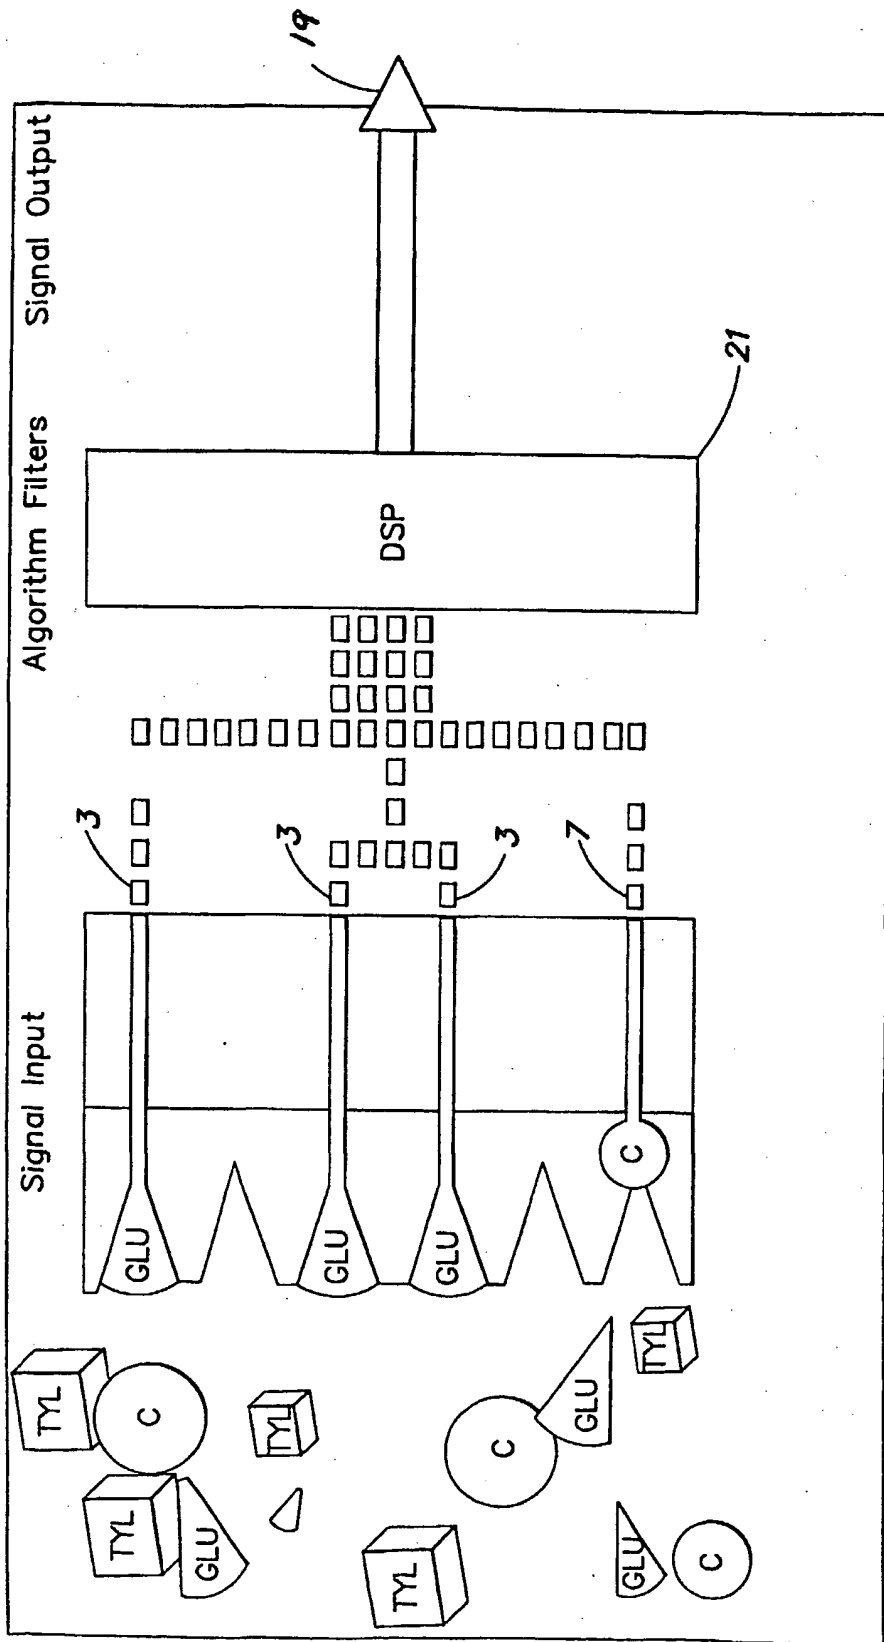 Signal Input
Algorithm Filters
Signal Output
TYL
C
TYL
GLU
TYL
TYL
C
GLU
TYL
GLU
C
GLU
GLU
GLU
C
3
3
3
7
DSP
21
19